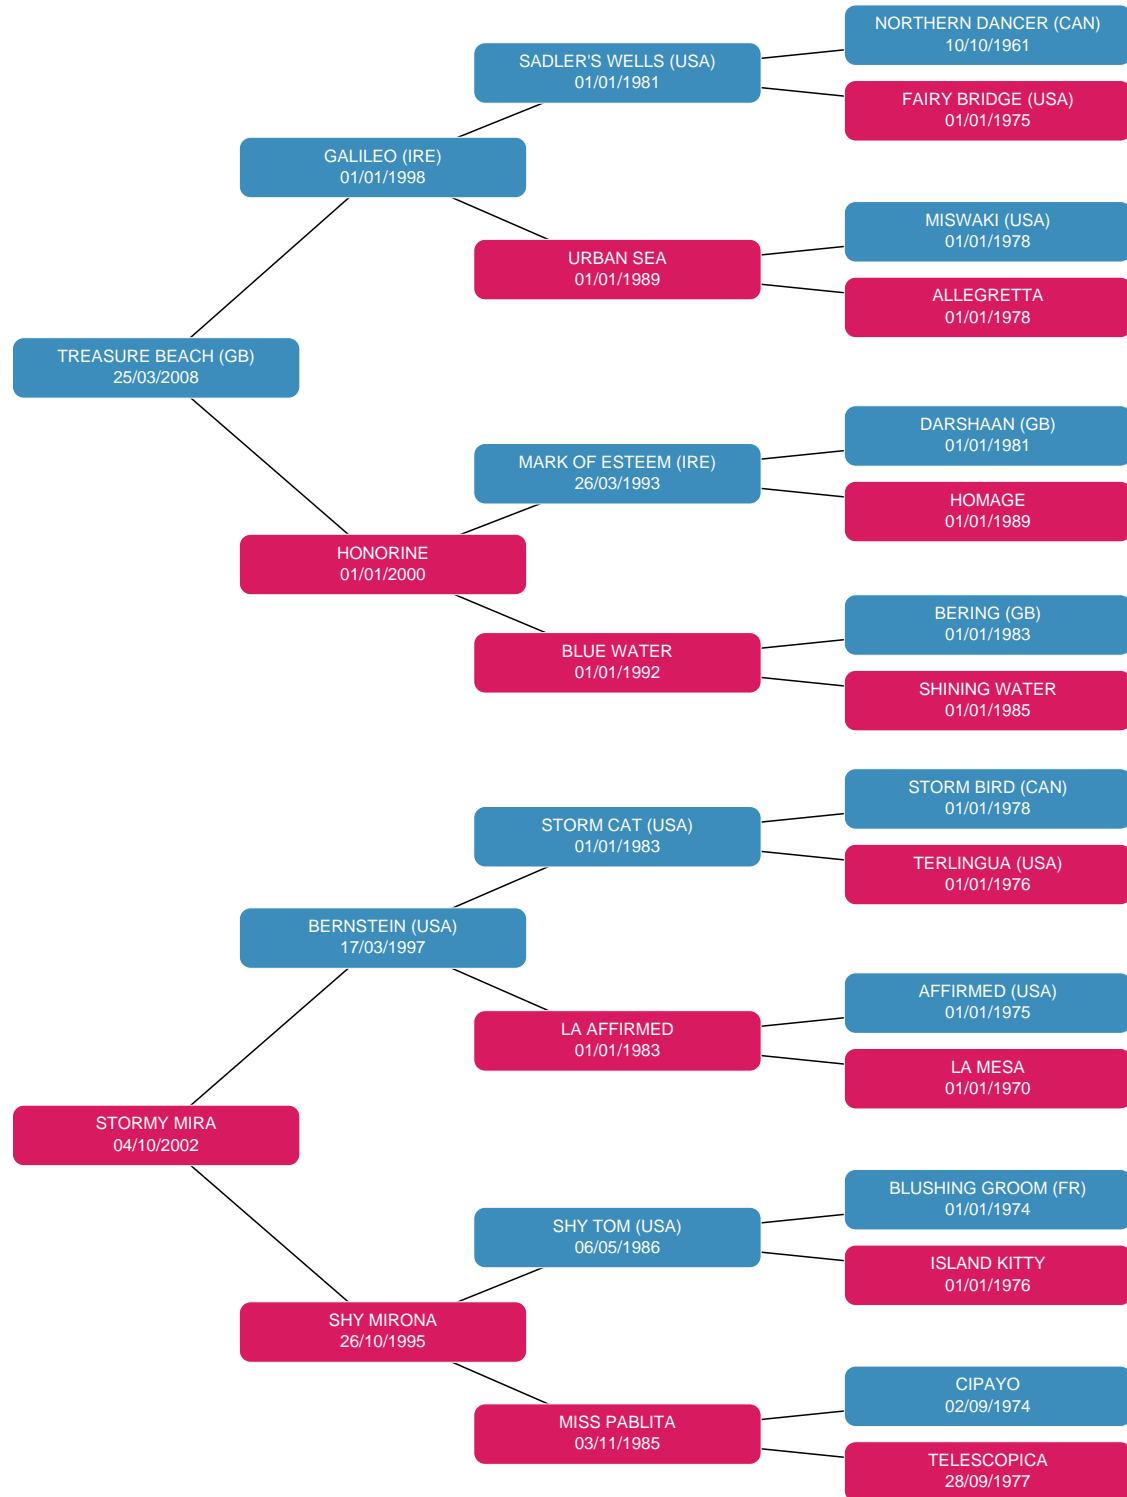 NORTHERN DANCER (CAN)
10/10/1961
SADLER'S WELLS (USA)
01/01/1981
FAIRY BRIDGE (USA)
01/01/1975
GALILEO (IRE)
01/01/1998
MISWAKI (USA)
01/01/1978
URBAN SEA
01/01/1989
ALLEGRETTA
01/01/1978
TREASURE BEACH (GB)
25/03/2008
DARSHAAN (GB)
01/01/1981
MARK OF ESTEEM (IRE)
26/03/1993
HOMAGE
01/01/1989
HONORINE
01/01/2000
BERING (GB)
01/01/1983
BLUE WATER
01/01/1992
SHINING WATER
01/01/1985
STORM BIRD (CAN)
01/01/1978
STORM CAT (USA)
01/01/1983
TERLINGUA (USA)
01/01/1976
BERNSTEIN (USA)
17/03/1997
AFFIRMED (USA)
01/01/1975
LA AFFIRMED
01/01/1983
LA MESA
01/01/1970
STORMY MIRA
04/10/2002
BLUSHING GROOM (FR)
01/01/1974
SHY TOM (USA)
06/05/1986
ISLAND KITTY
01/01/1976
SHY MIRONA
26/10/1995
CIPAYO
02/09/1974
MISS PABLITA
03/11/1985
TELESCOPICA
28/09/1977